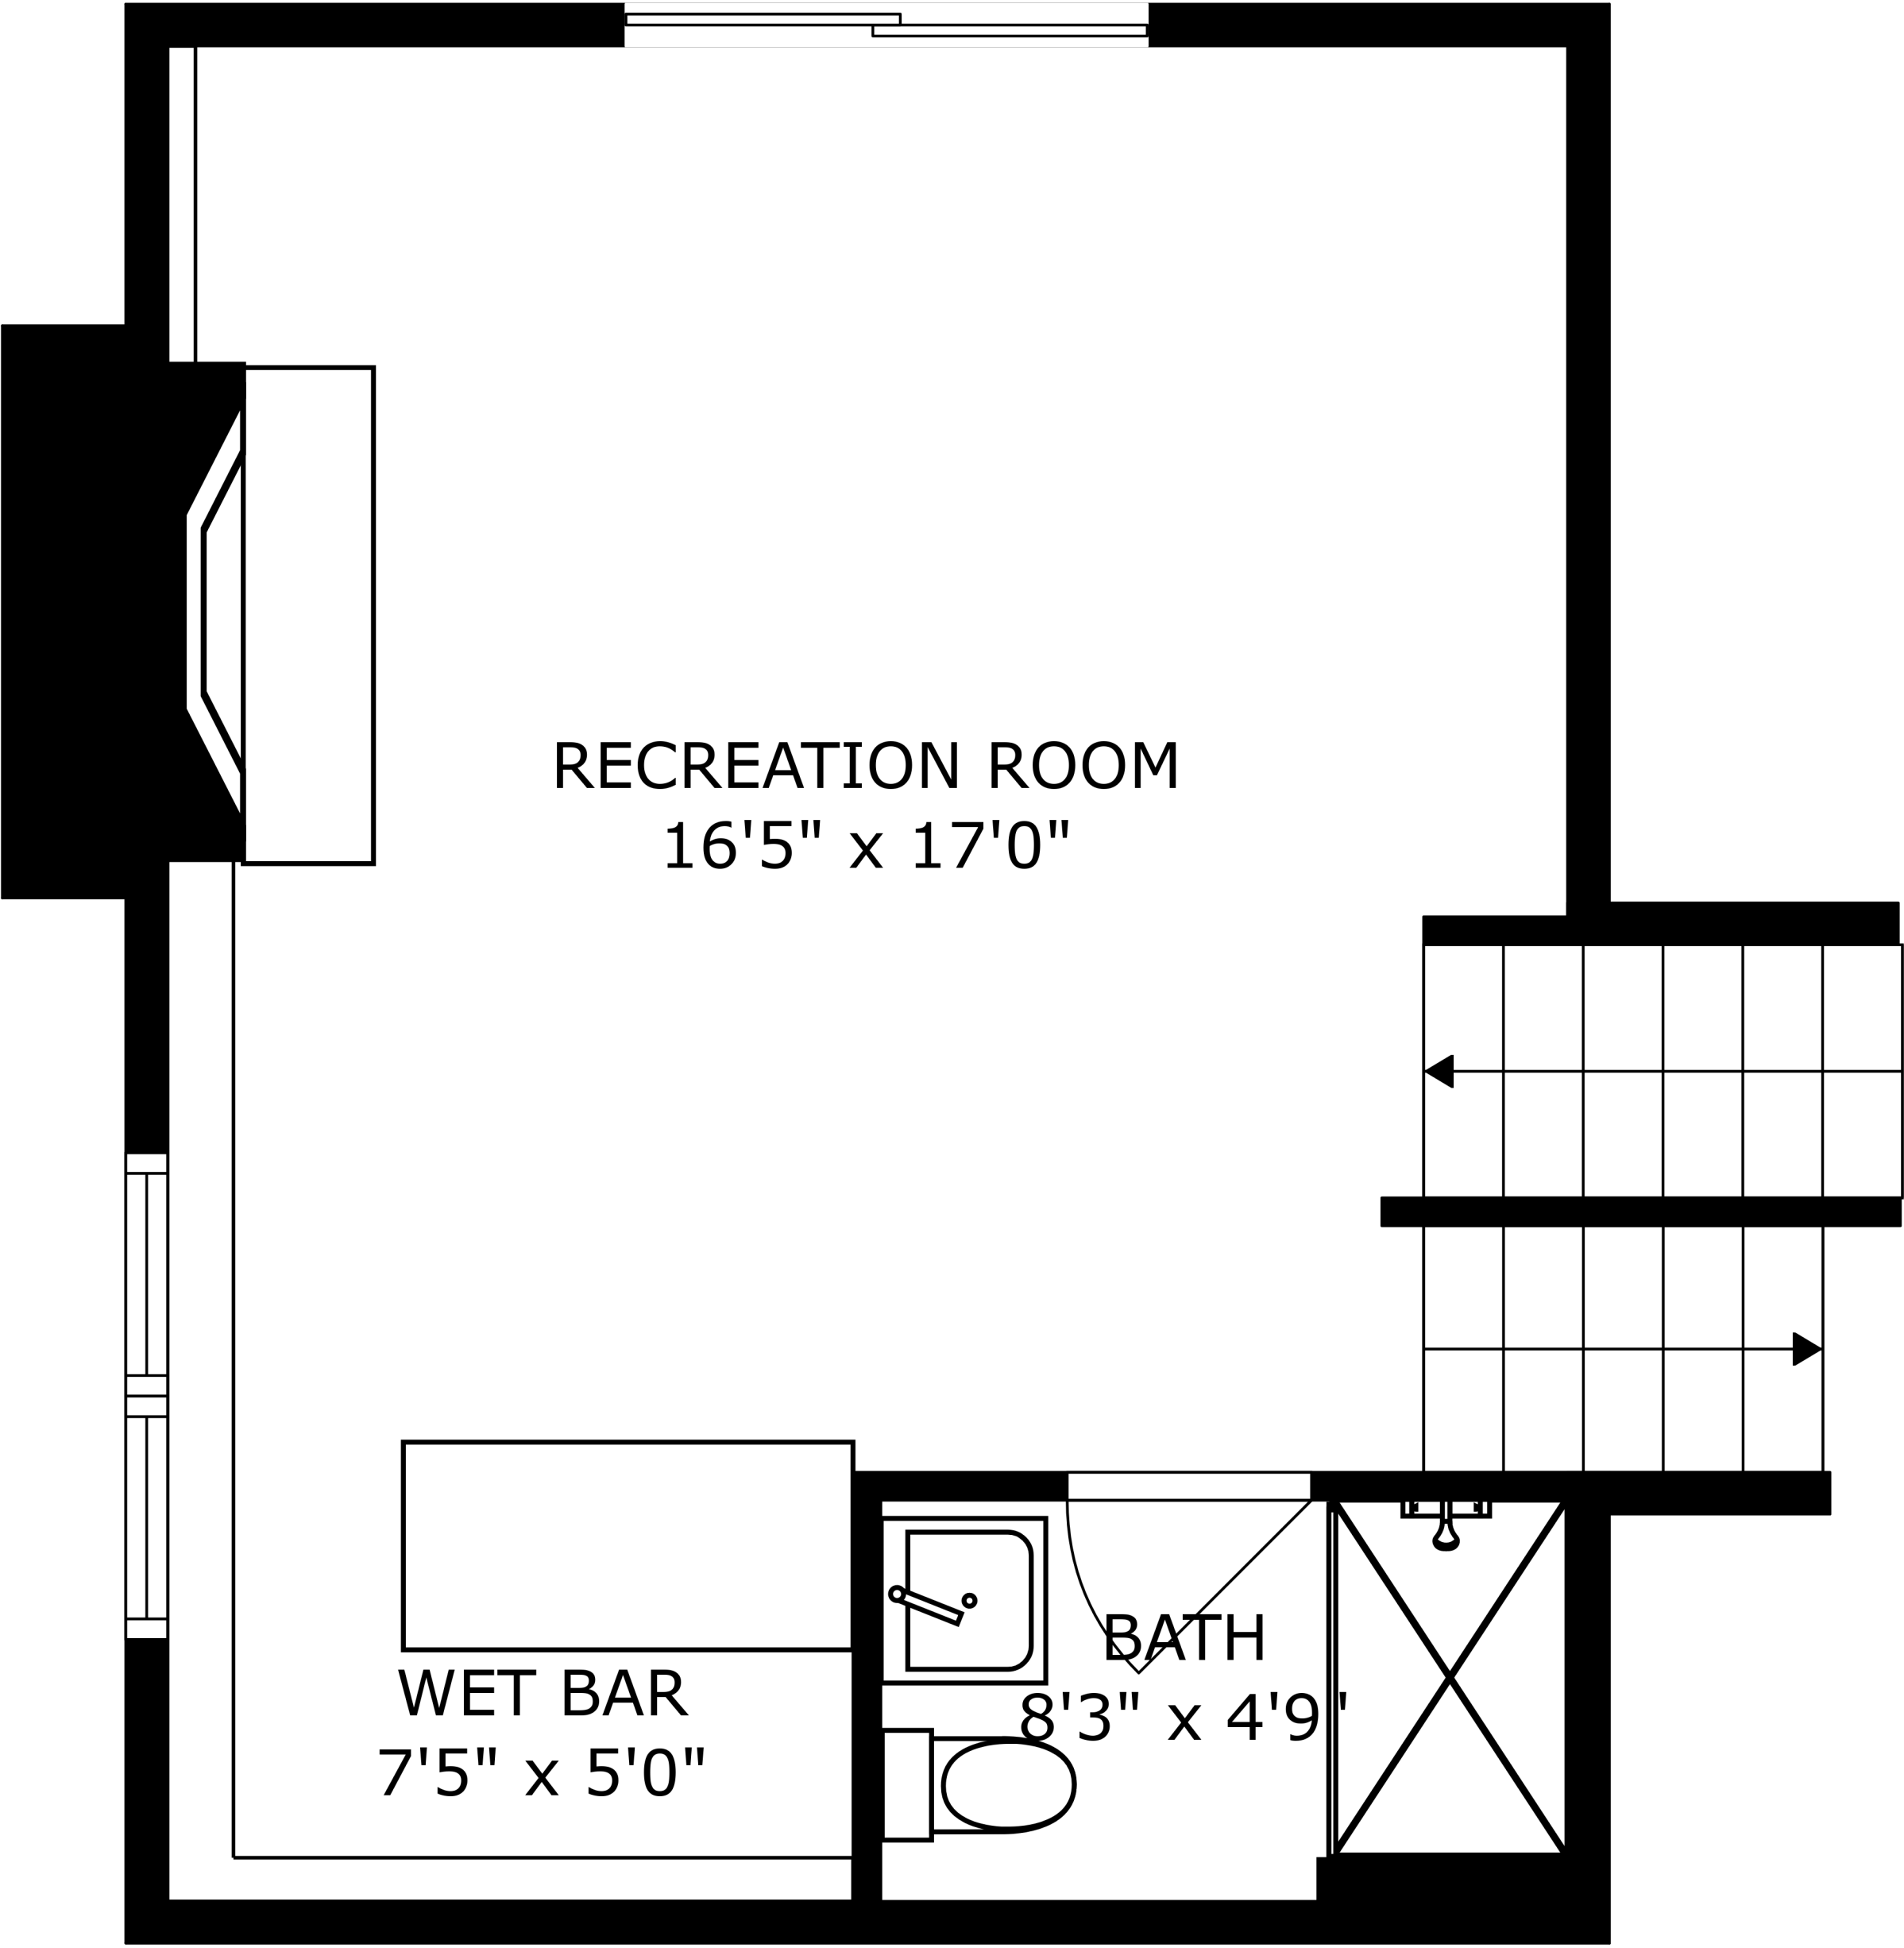 RECREATION ROOM
16'5" x 17'0"
WET BAR
7'5" x 5'0"
BATH
8'3" x 4'9"